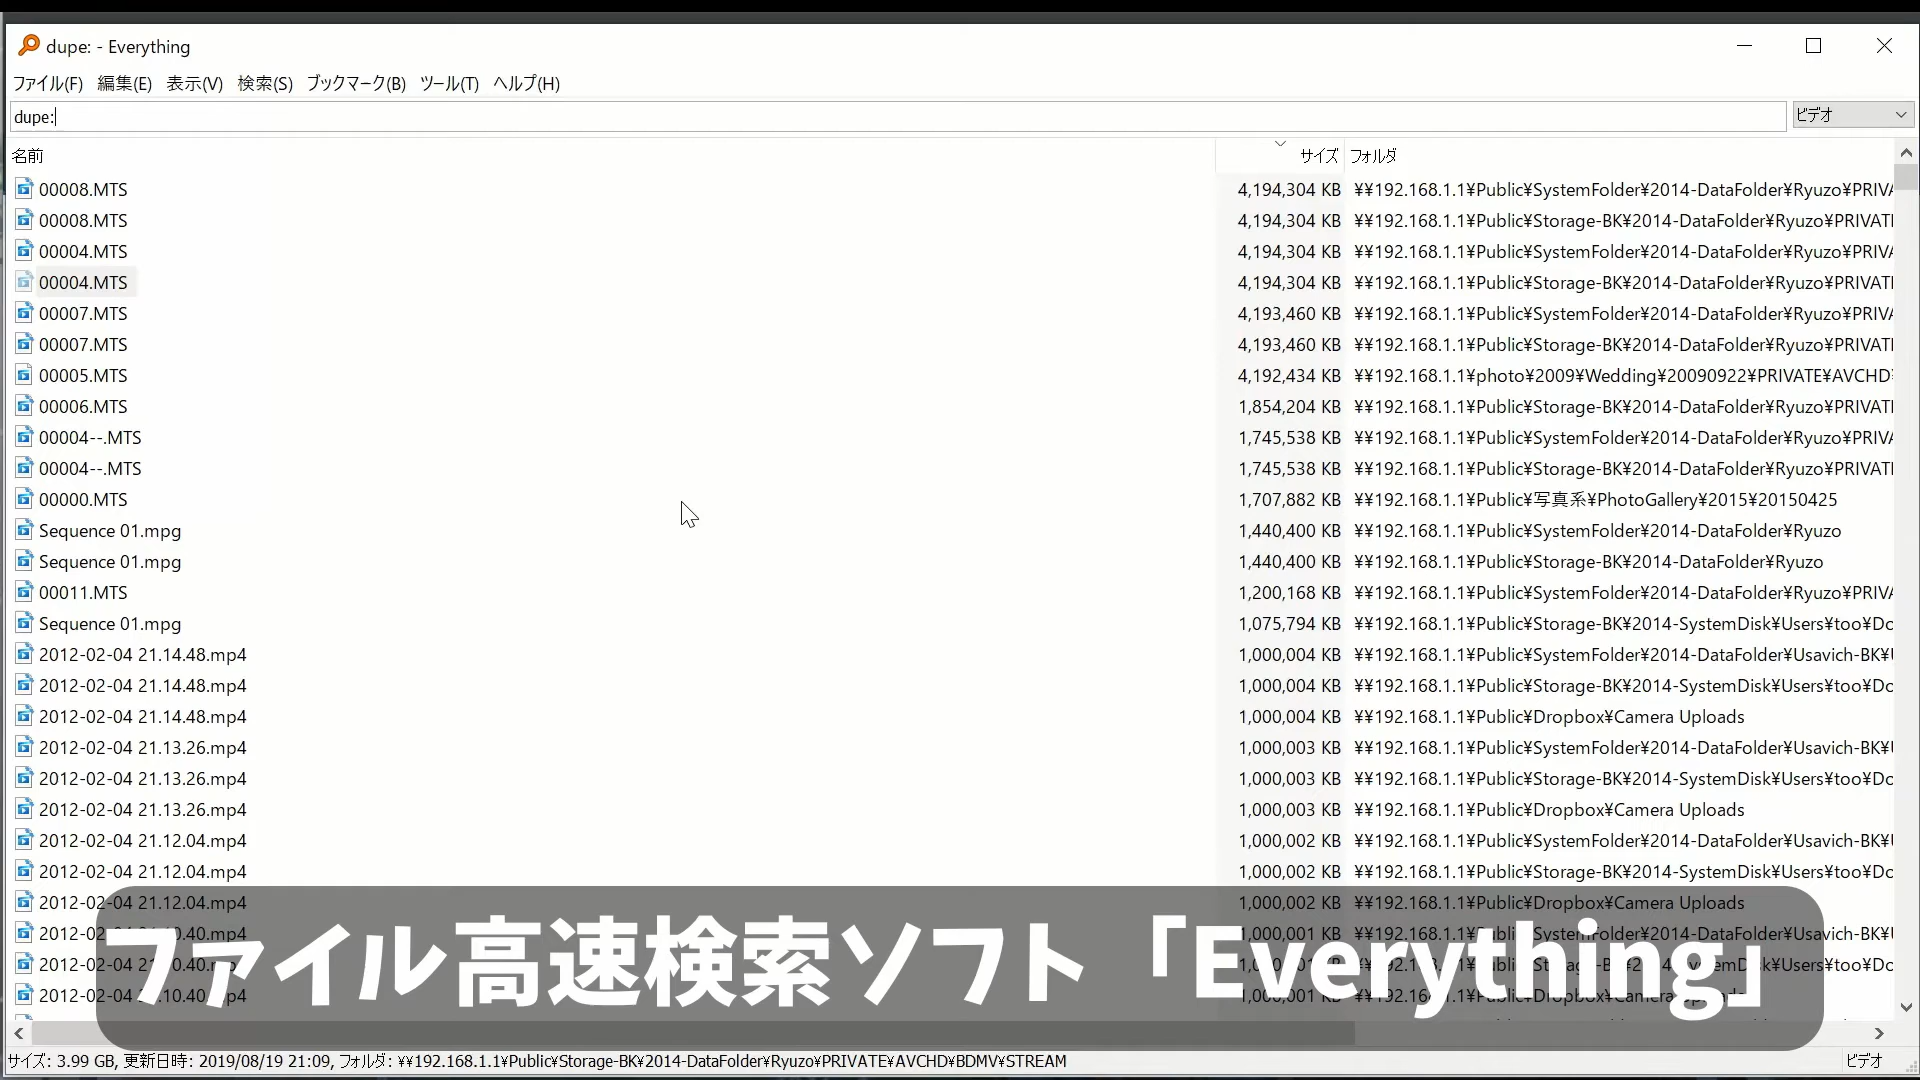 dupe: - Everything
ファイル(F) 編集(E) 表示(V) 検索(S) ブックマーク(B) ツール(T) ヘルプ(H)
dupe: ビデオ
名前 サイズ フォルダ
00008.MTS 4,194,304 KB ¥¥192.168.1.1¥Public¥SystemFolder¥2014-DataFolder¥Ryuzo¥PRIVA
00008.MTS 4,194,304 KB ¥¥192.168.1.1¥Public¥Storage-BK¥2014-DataFolder¥Ryuzo¥PRIVATI
00004.MTS 4,194,304 KB ¥¥192.168.1.1¥Public¥SystemFolder¥2014-DataFolder¥Ryuzo¥PRIVA
00004.MTS 4,194,304 KB ¥¥192.168.1.1¥Public¥Storage-BK¥2014-DataFolder¥Ryuzo¥PRIVATI
00007.MTS 4,193,460 KB ¥¥192.168.1.1¥Public¥SystemFolder¥2014-DataFolder¥Ryuzo¥PRIVA
00007.MTS 4,193,460 KB ¥¥192.168.1.1¥Public¥Storage-BK¥2014-DataFolder¥Ryuzo¥PRIVATI
00005.MTS 4,192,434 KB ¥¥192.168.1.1¥photo¥2009¥Wedding¥20090922¥PRIVATE¥AVCHD¥
00006.MTS 1,854,204 KB ¥¥192.168.1.1¥Public¥Storage-BK¥2014-DataFolder¥Ryuzo¥PRIVATI
00004--.MTS 1,745,538 KB ¥¥192.168.1.1¥Public¥SystemFolder¥2014-DataFolder¥Ryuzo¥PRIVA
00004--.MTS 1,745,538 KB ¥¥192.168.1.1¥Public¥Storage-BK¥2014-DataFolder¥Ryuzo¥PRIVATI
00000.MTS 1,707,882 KB ¥¥192.168.1.1¥Public¥写真系¥PhotoGallery¥2015¥20150425
Sequence 01.mpg 1,440,400 KB ¥¥192.168.1.1¥Public¥SystemFolder¥2014-DataFolder¥Ryuzo
Sequence 01.mpg 1,440,400 KB ¥¥192.168.1.1¥Public¥Storage-BK¥2014-DataFolder¥Ryuzo
00011.MTS 1,200,168 KB ¥¥192.168.1.1¥Public¥SystemFolder¥2014-DataFolder¥Ryuzo¥PRIVA
Sequence 01.mpg 1,075,794 KB ¥¥192.168.1.1¥Public¥Storage-BK¥2014-SystemDisk¥Users¥too¥Dc
2012-02-04 21.14.48.mp4 1,000,004 KB ¥¥192.168.1.1¥Public¥SystemFolder¥2014-DataFolder¥Usavich-BK¥U
2012-02-04 21.14.48.mp4 1,000,004 KB ¥¥192.168.1.1¥Public¥Storage-BK¥2014-SystemDisk¥Users¥too¥Dc
2012-02-04 21.14.48.mp4 1,000,004 KB ¥¥192.168.1.1¥Public¥Dropbox¥Camera Uploads
2012-02-04 21.13.26.mp4 1,000,003 KB ¥¥192.168.1.1¥Public¥SystemFolder¥2014-DataFolder¥Usavich-BK¥U
2012-02-04 21.13.26.mp4 1,000,003 KB ¥¥192.168.1.1¥Public¥Storage-BK¥2014-SystemDisk¥Users¥too¥Dc
2012-02-04 21.13.26.mp4 1,000,003 KB ¥¥192.168.1.1¥Public¥Dropbox¥Camera Uploads
2012-02-04 21.12.04.mp4 1,000,002 KB ¥¥192.168.1.1¥Public¥SystemFolder¥2014-DataFolder¥Usavich-BK¥U
2012-02-04 21.12.04.mp4 1,000,002 KB ¥¥192.168.1.1¥Public¥Storage-BK¥2014-SystemDisk¥Users¥too¥Dc
2012-02-04 21.12.04.mp4 1,000,002 KB ¥¥192.168.1.1¥Public¥Dropbox¥Camera Uploads
ファイル高速検索ソフト「Everything」
サイズ: 3.99 GB, 更新日時: 2019/08/19 21:09, フォルダ: ¥¥192.168.1.1¥Public¥Storage-BK¥2014-DataFolder¥Ryuzo¥PRIVATE¥AVCHD¥BDMV¥STREAM ビデオ